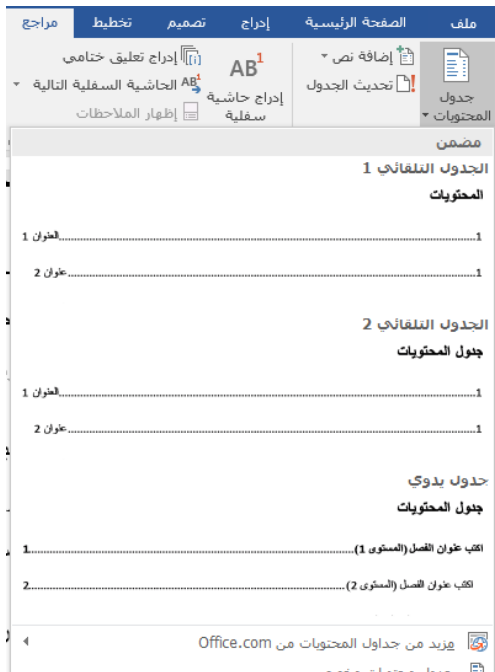 ملف الصفحة الرئيسية إدراج تصميم تخطيط مراجع
جدول المحتويات
إضافة نص
تحديث الجدول
AB1
إدراج حاشية سفلية
إدراج تعليق ختامي
الحاشية السفلية التالية
إظهار الملاحظات
مضمن
الجدول التلقائي 1
المحتويات
1 العنوان 1
1 عنوان 2
الجدول التلقائي 2
جدول المحتويات
1 العنوان 1
1 عنوان 2
جدول يدوي
جدول المحتويات
اكتب عنوان الفصل (المستوى 1) 1
اكتب عنوان الفصل (المستوى 2) 2
مزيد من جداول المحتويات من Office.com